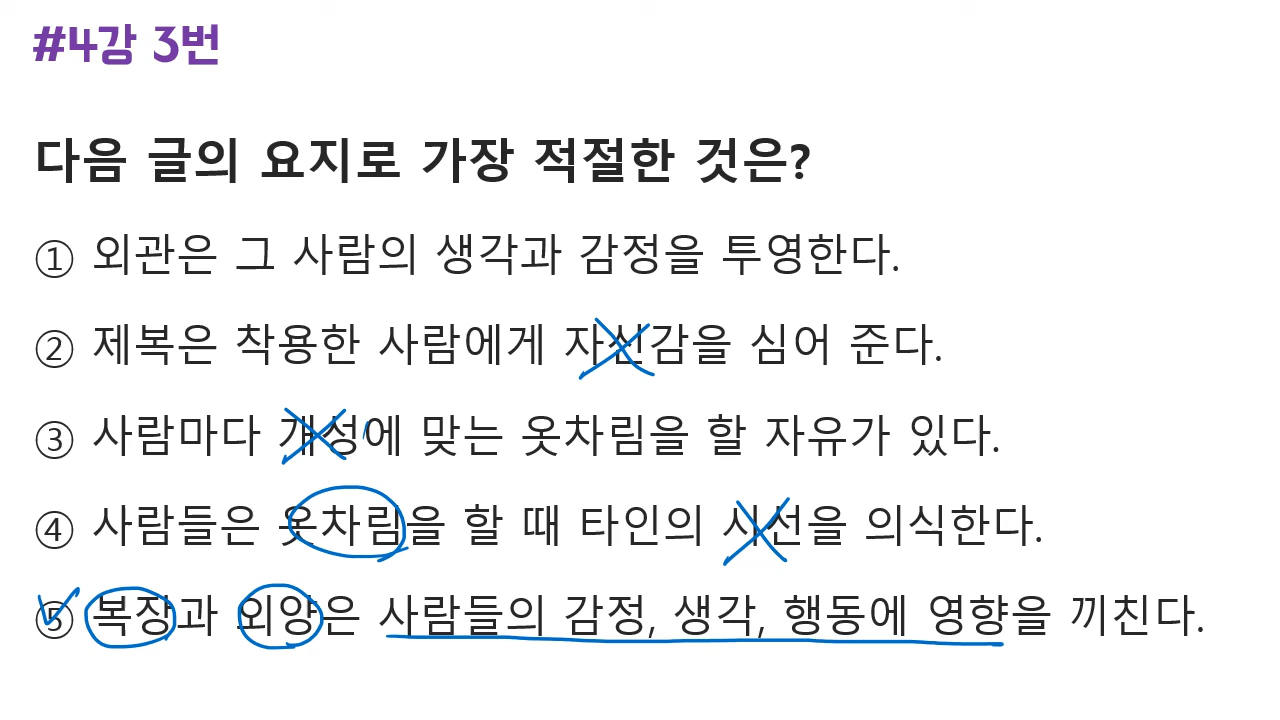 #4강 3번
다음 글의 요지로 가장 적절한 것은?
① 외관은 그 사람의 생각과 감정을 투영한다.
② 제복은 착용한 사람에게 자신감을 심어 준다.
③ 사람마다 개성에 맞는 옷차림을 할 자유가 있다.
④ 사람들은 옷차림을 할 때 타인의 시선을 의식한다.
⑤ 복장과 외양은 사람들의 감정, 생각, 행동에 영향을 끼친다.